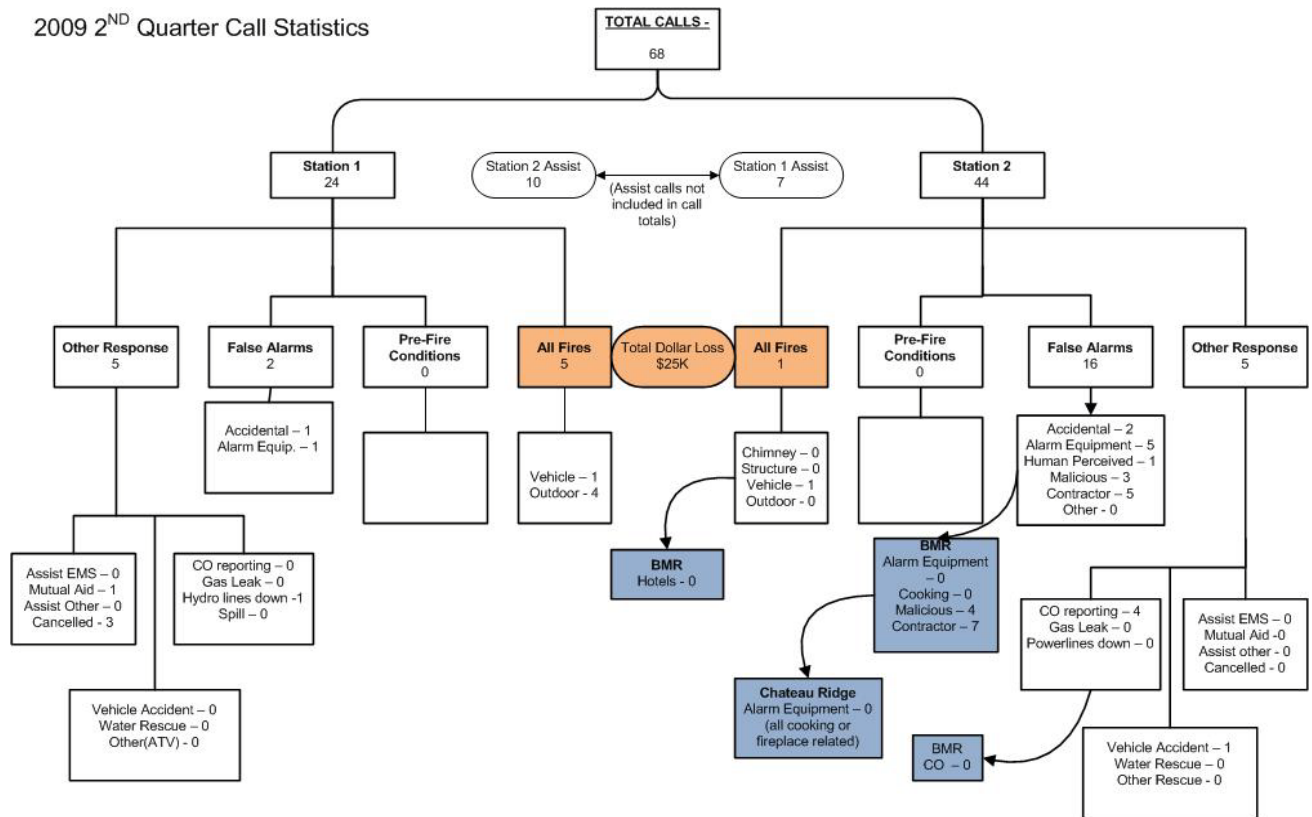 2009 2ND Quarter Call Statistics
TOTAL CALLS -
68
Station 1
24
Station 2 Assist
10
(Assist calls not
included in call
totals)
Station 1 Assist
7
Station 2
44
Other Response
5
False Alarms
2
Pre-Fire
Conditions
0
All Fires
5
Total Dollar Loss
$25K
All Fires
1
Pre-Fire
Conditions
0
False Alarms
16
Other Response
5
Accidental – 1
Alarm Equip. – 1
Vehicle – 1
Outdoor - 4
Chimney – 0
Structure – 0
Vehicle – 1
Outdoor - 0
Accidental – 2
Alarm Equipment – 5
Human Perceived – 1
Malicious – 3
Contractor – 5
Other - 0
Assist EMS – 0
Mutual Aid – 1
Assist Other – 0
Cancelled - 3
CO reporting – 0
Gas Leak – 0
Hydro lines down -1
Spill – 0
BMR
Hotels - 0
BMR
Alarm Equipment
– 0
Cooking – 0
Malicious – 4
Contractor – 7
CO reporting – 4
Gas Leak – 0
Powerlines down – 0
Assist EMS – 0
Mutual Aid -0
Assist other - 0
Cancelled – 0
Vehicle Accident – 0
Water Rescue – 0
Other(ATV) - 0
Chateau Ridge
Alarm Equipment – 0
(all cooking or
fireplace related)
BMR
CO – 0
Vehicle Accident – 1
Water Rescue – 0
Other Rescue - 0